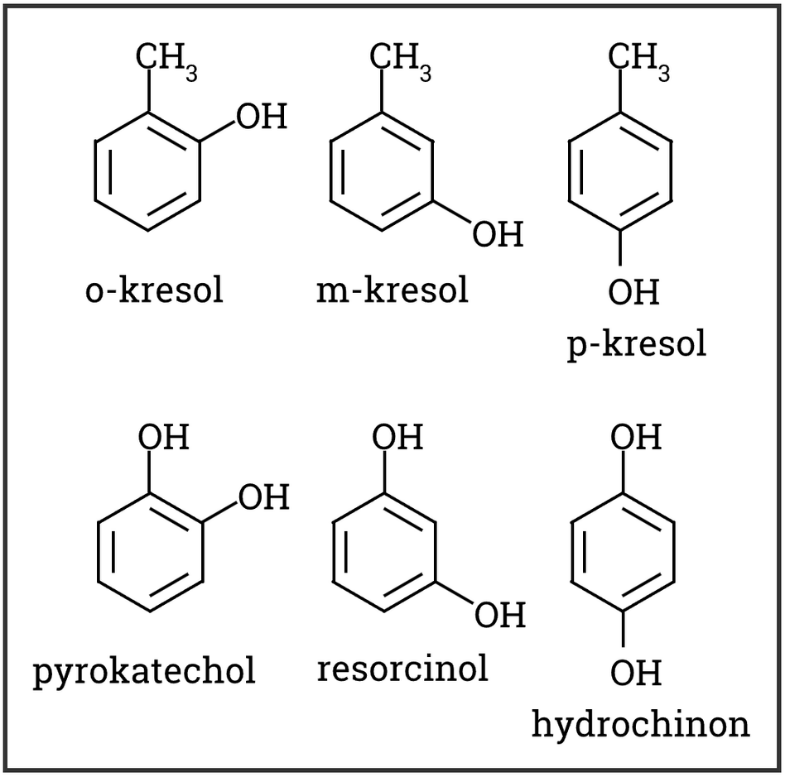 CH₃
OH
o-kresol
CH₃
OH
m-kresol
CH₃
OH
p-kresol
OH
OH
pyrokatechol
OH
OH
resorcinol
OH
OH
hydrochinon